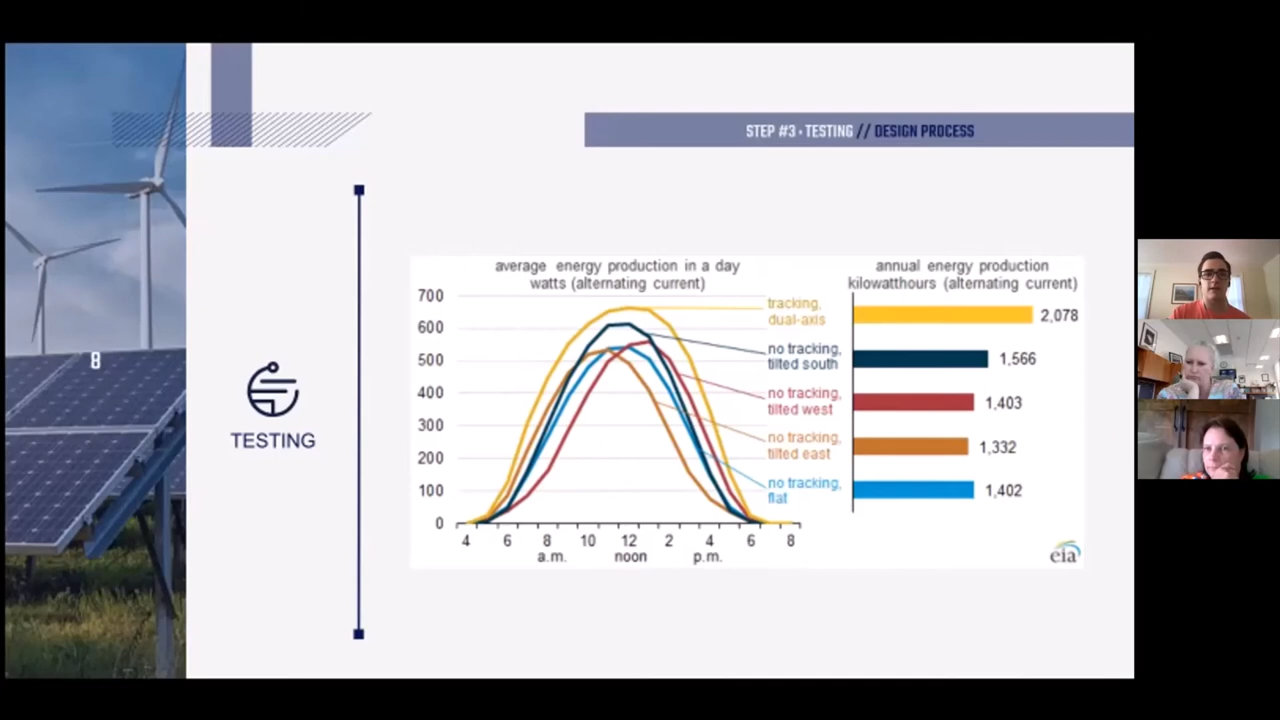 STEP #3 • TESTING // DESIGN PROCESS
8
TESTING
average energy production in a day
watts (alternating current)
700
600
500
400
300
200
100
0
4 6 8 10 12 2 4 6 8
a.m. noon p.m.
tracking,
dual-axis
no tracking,
tilted south
no tracking,
tilted west
no tracking,
tilted east
no tracking,
flat
annual energy production
kilowatthours (alternating current)
2,078
1,566
1,403
1,332
1,402
eia